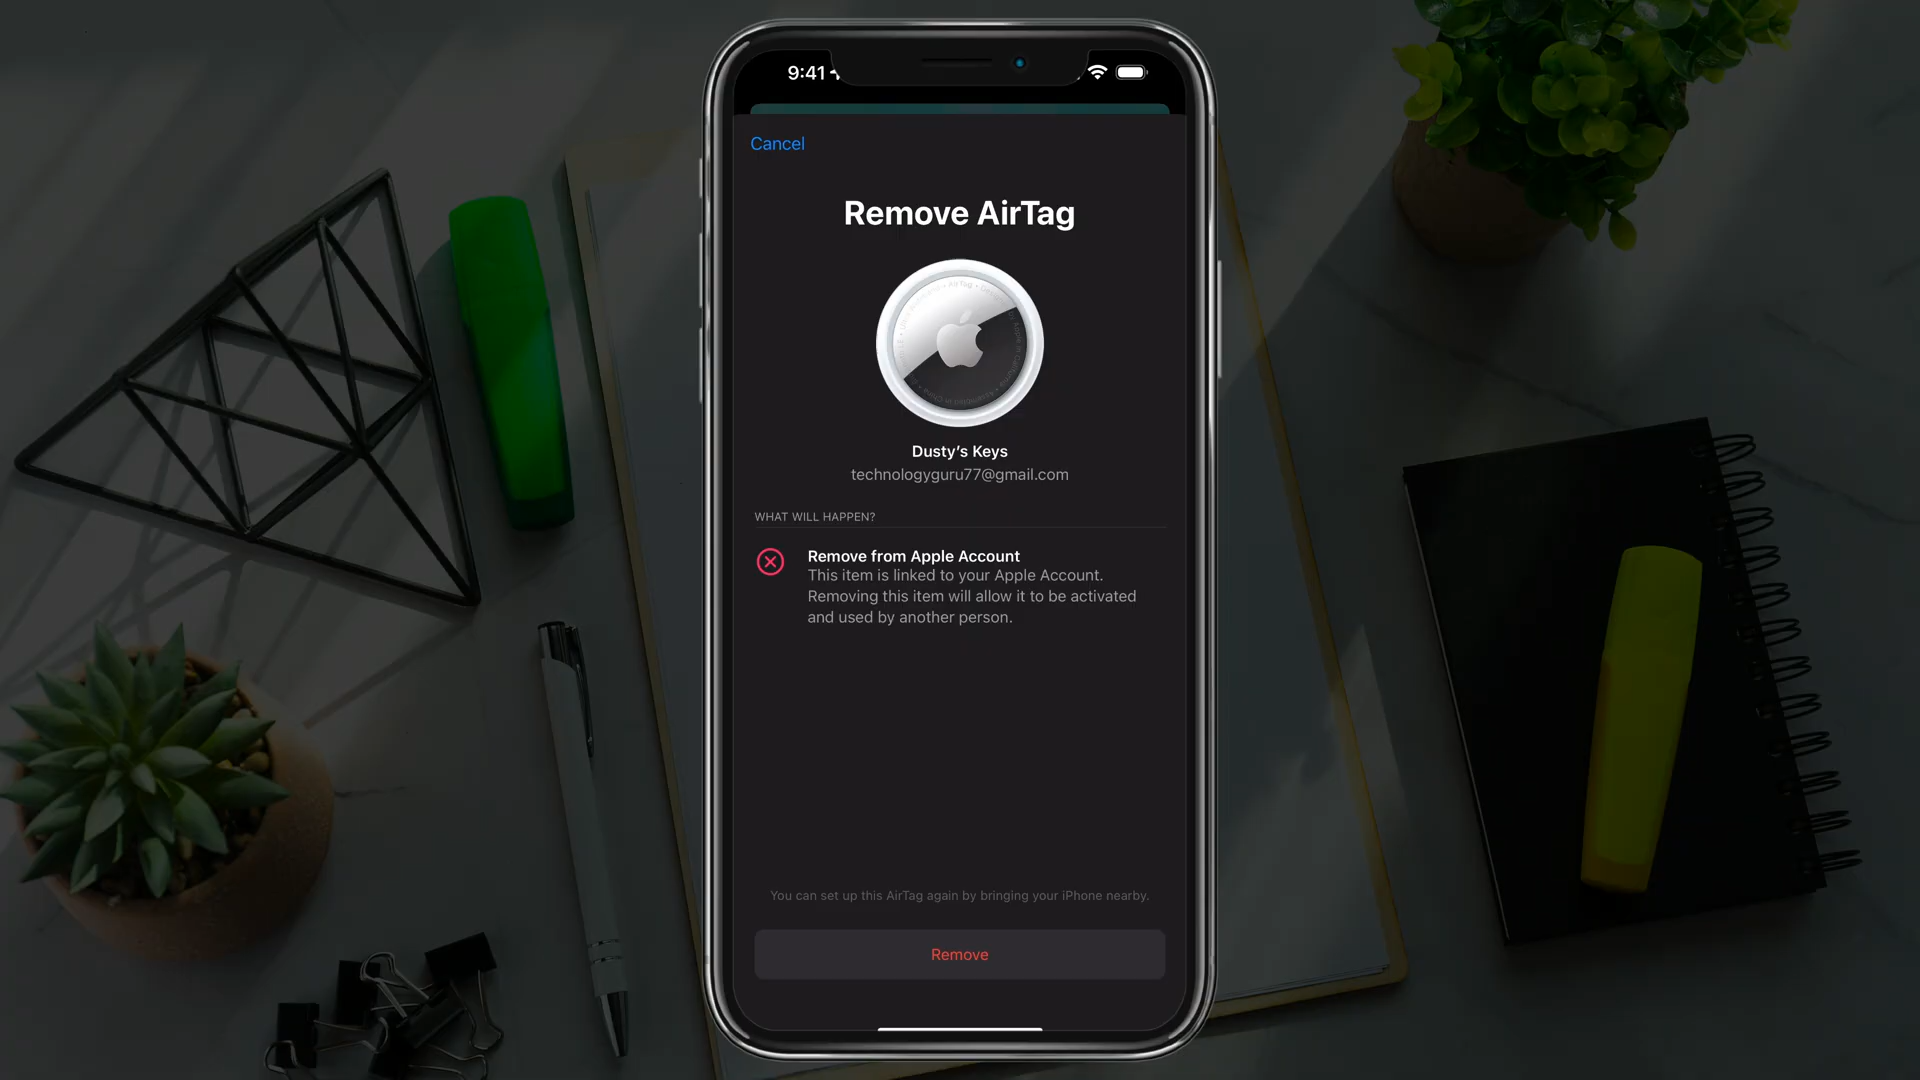 9:41
Cancel
Remove AirTag
Dusty’s Keys
technologyguru77@gmail.com
WHAT WILL HAPPEN?
Remove from Apple Account
This item is linked to your Apple Account.
Removing this item will allow it to be activated
and used by another person.
You can set up this AirTag again by bringing your iPhone nearby.
Remove